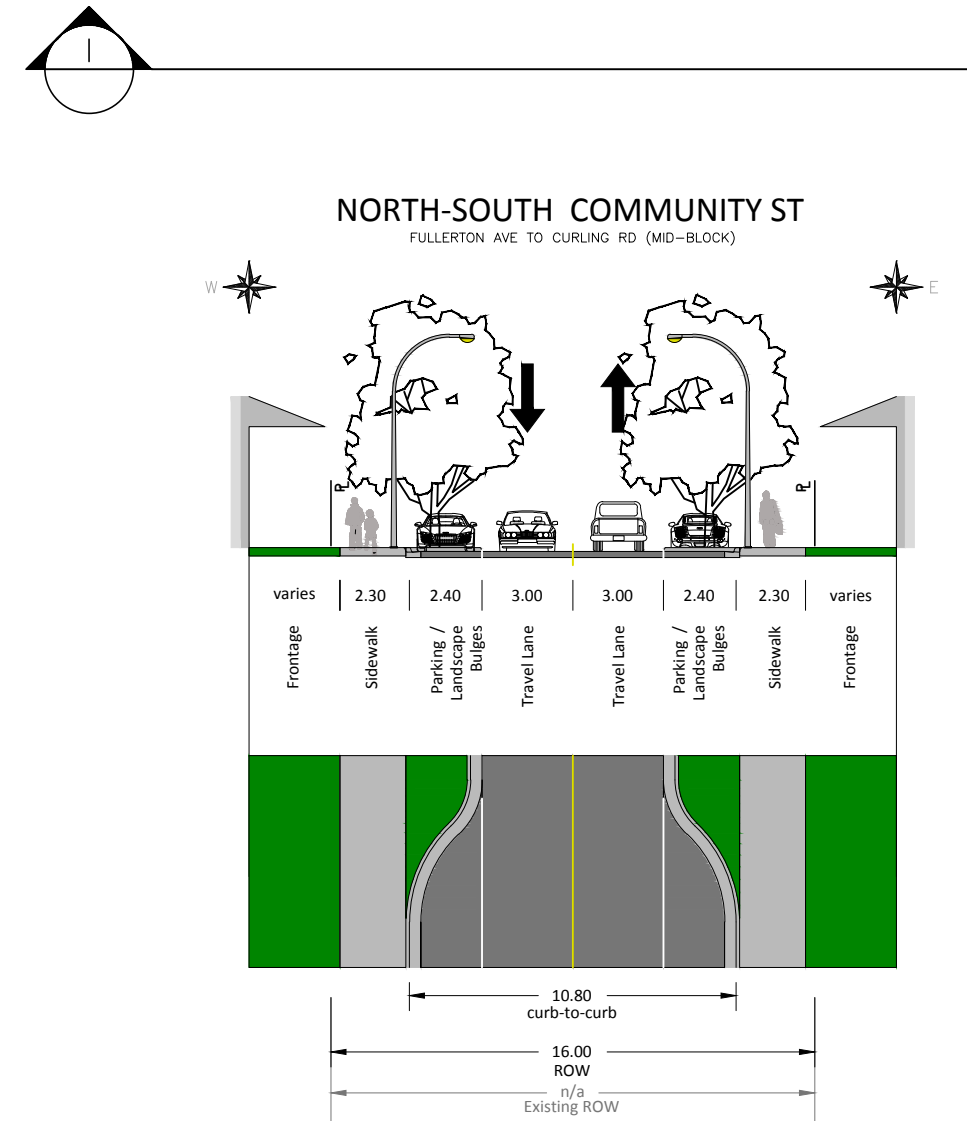 I
NORTH-SOUTH COMMUNITY ST
FULLERTON AVE TO CURLING RD (MID-BLOCK)
W
E
PL
PL
varies
2.30
2.40
3.00
3.00
2.40
2.30
varies
Frontage
Sidewalk
Parking /
Landscape
Bulges
Travel Lane
Travel Lane
Parking /
Landscape
Bulges
Sidewalk
Frontage
10.80
curb-to-curb
16.00
ROW
n/a
Existing ROW